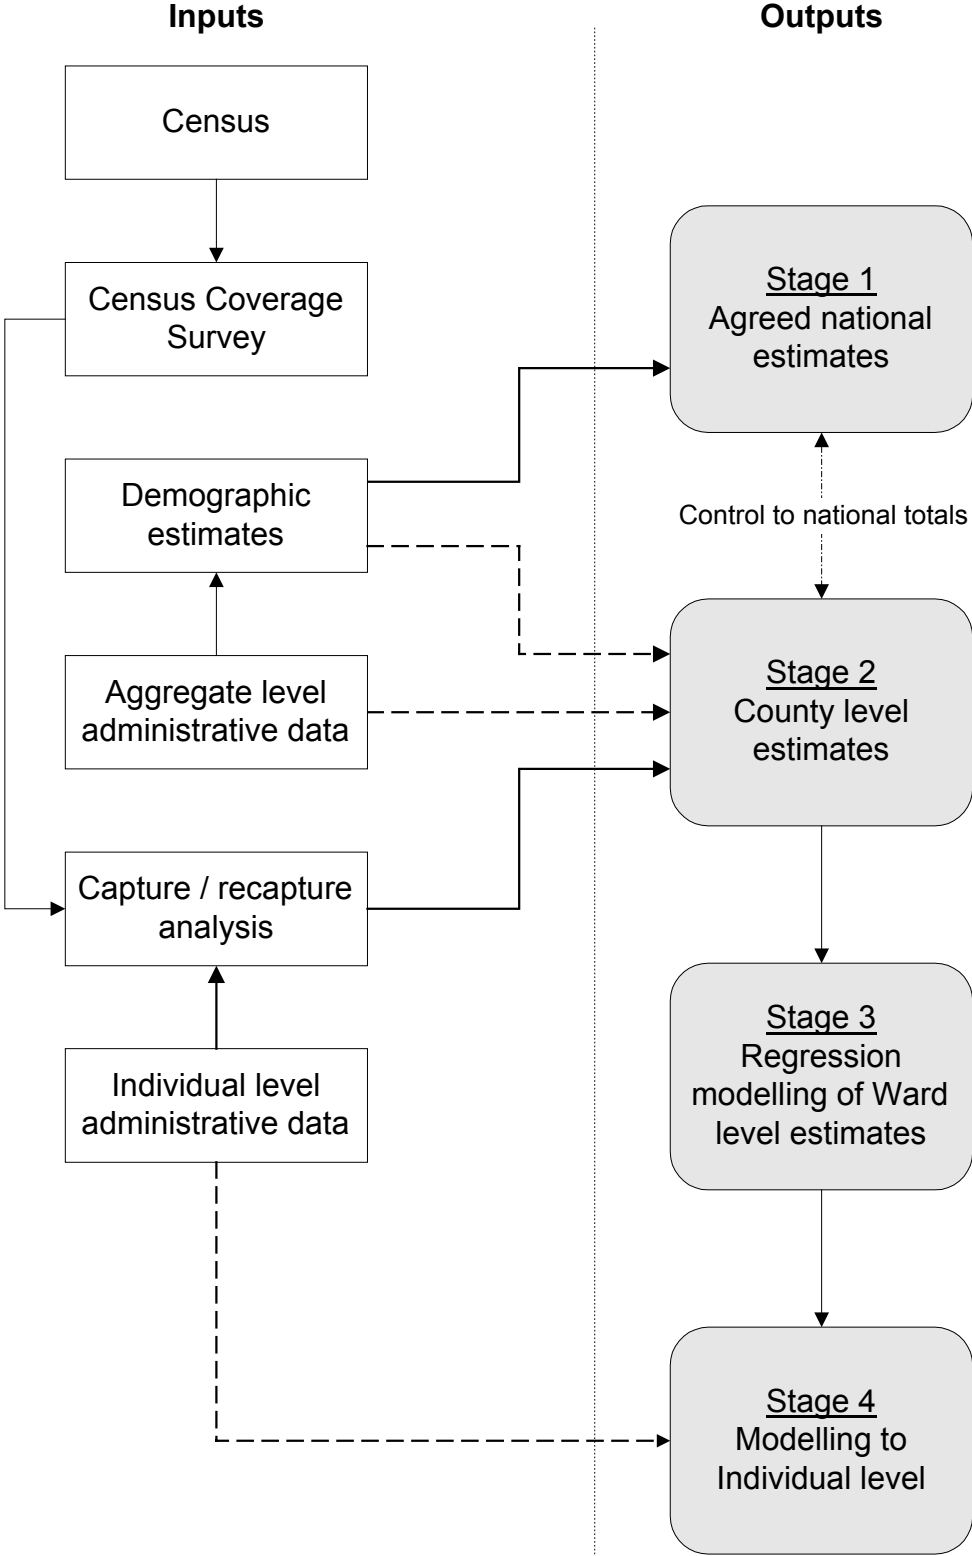 Inputs
Outputs
Census
Census Coverage
Survey
Stage 1
Agreed national
estimates
Demographic
estimates
Control to national totals
Aggregate level
administrative data
Stage 2
County level
estimates
Capture / recapture
analysis
Stage 3
Regression
modelling of Ward
level estimates
Individual level
administrative data
Stage 4
Modelling to
Individual level